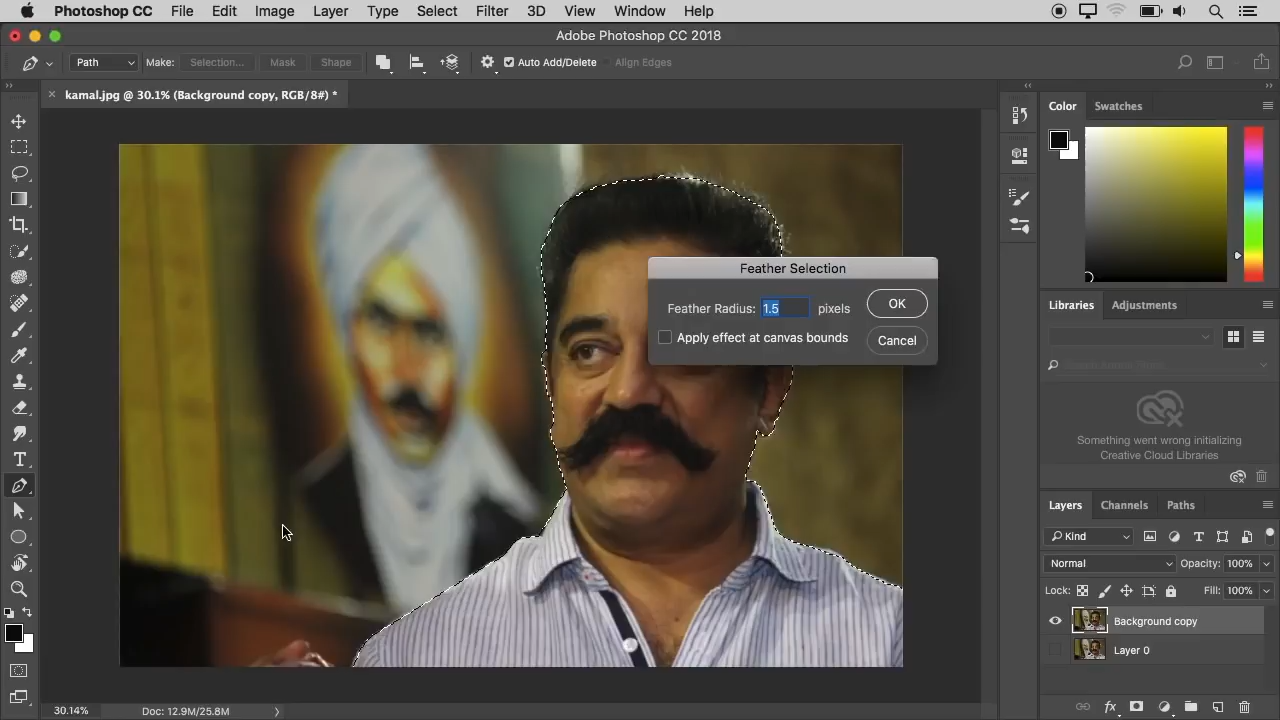 Photoshop CC File Edit Image Layer Type Select Filter 3D View Window Help
Adobe Photoshop CC 2018
Path Make: Selection... Mask Shape Auto Add/Delete Align Edges
kamal.jpg @ 30.1% (Background copy, RGB/8#) *
Color Swatches
Feather Selection
Feather Radius: 1.5 pixels
OK
Apply effect at canvas bounds
Cancel
Libraries Adjustments
Something went wrong initializing
Creative Cloud Libraries
Layers Channels Paths
Kind
Normal Opacity: 100%
Lock: Fill: 100%
Background copy
Layer 0
30.14% Doc: 12.9M/25.8M